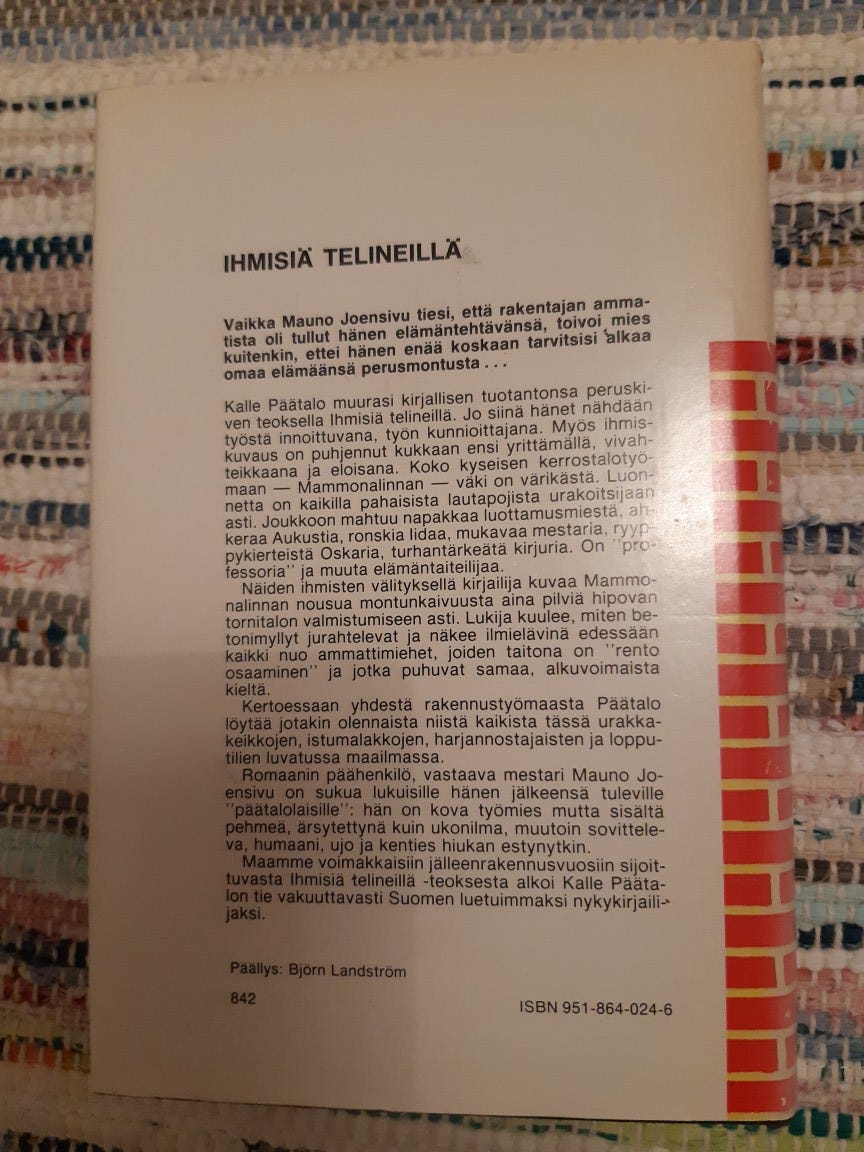 IHMISIÄ TELINEILLÄ
Vaikka Mauno Joensivu tiesi, että rakentajan amma-
tista oli tullut hänen elämäntehtävänsä, toivoi mies
kuitenkin, ettei hänen enää koskaan tarvitsisi alkaa
omaa elämäänsä perusmontusta...
Kalle Päätalo muurasi kirjallisen tuotantonsa peruski-
ven teoksella Ihmisiä telineillä. Jo siinä hänet nähdään
työstä innoittuvana, työn kunnioittajana. Myös ihmis-
kuvaus on puhjennut kukkaan ensi yrittämällä, vivah-
teikkaana ja eloisana. Koko kyseisen kerrostalotyö-
maan — Mammonalinnan — väki on värikästä. Luon-
netta on kaikilla pahaisista lautapojista urakoitsijaan
asti. Joukkoon mahtuu napakkaa luottamusmiestä, ah-
keraa Aukustia, ronskia Iidaa, mukavaa mestaria, ryyp-
pykierteistä Oskaria, turhantärkeätä kirjuria. On "pro-
fessoria" ja muuta elämäntaiteilijaa.
Näiden ihmisten välityksellä kirjailija kuvaa Mammo-
nalinnan nousua montunkaivuusta aina pilviä hipovan
tornitalon valmistumiseen asti. Lukija kuulee, miten be-
tonimyllyt jurahtelevat ja näkee ilmielävinä edessään
kaikki nuo ammattimiehet, joiden taitona on "rento
osaaminen" ja jotka puhuvat samaa, alkuvoimaista
kieltä.
Kertoessaan yhdestä rakennustyömaasta Päätalo
löytää jotakin olennaista niistä kaikista tässä urakka-
keikkojen, istumalakkojen, harjannostajaisten ja loppu-
tilien luvatussa maailmassa.
Romaanin päähenkilö, vastaava mestari Mauno Jo-
ensivu on sukua lukuisille hänen jälkeensä tuleville
"päätalolaisille": hän on kova työmies mutta sisältä
pehmeä, ärsytettynä kuin ukonilma, muutoin sovittele-
va, humaani, ujo ja kenties hiukan estynytkin.
Maamme voimakkaisiin jälleenrakennusvuosiin sijoit-
tuvasta Ihmisiä telineillä -teoksesta alkoi Kalle Pääta-
lon tie vakuuttavasti Suomen luetuimmaksi nykykirjaili-
jaksi.
Päällys: Björn Landström
842
ISBN 951-864-024-6